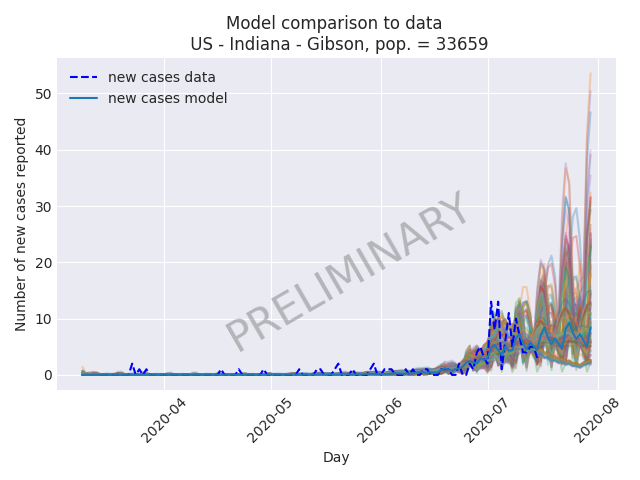 Model comparison to data
US - Indiana - Gibson, pop. = 33659
new cases data
new cases model
Number of new cases reported
50
40
30
20
10
0
PRELIMINARY
2020-04
2020-05
2020-06
2020-07
2020-08
Day